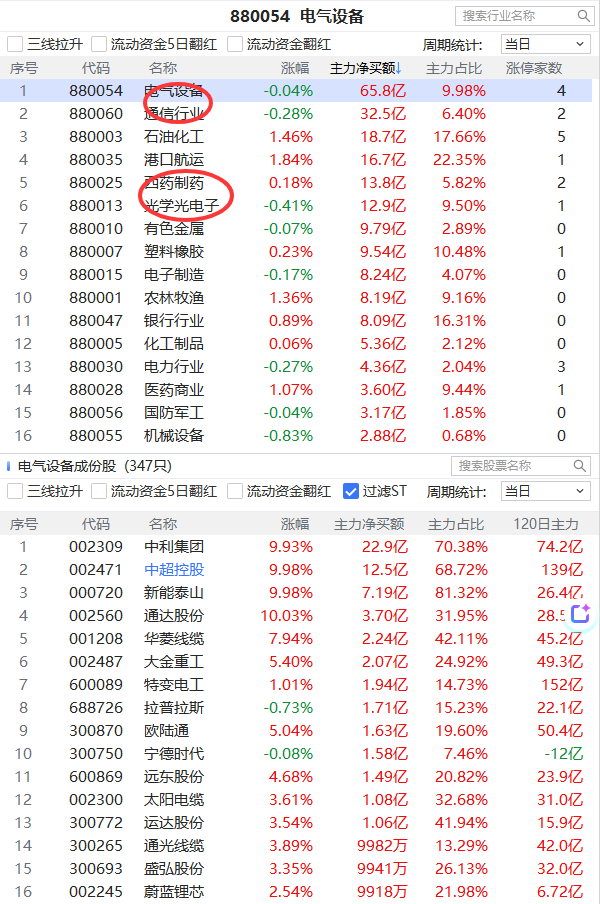 880054 电气设备
搜索行业名称
三线拉升 流动资金5日翻红 流动资金翻红 周期统计: 当日
序号 代码 名称 涨幅 主力净买额↓ 主力占比 涨停家数
1 880054 电气设备 -0.04% 65.8亿 9.98% 4
2 880060 通信行业 -0.28% 32.5亿 6.40% 2
3 880003 石油化工 1.46% 18.7亿 17.66% 5
4 880035 港口航运 1.84% 16.7亿 22.35% 1
5 880025 西药制药 0.18% 13.8亿 5.82% 2
6 880013 光学光电子 -0.41% 12.9亿 9.50% 1
7 880010 有色金属 -0.07% 9.79亿 2.89% 0
8 880007 塑料橡胶 0.23% 9.54亿 10.48% 1
9 880015 电子制造 -0.17% 8.24亿 4.07% 0
10 880001 农林牧渔 1.36% 8.19亿 9.16% 0
11 880047 银行行业 0.89% 8.09亿 16.31% 0
12 880005 化工制品 0.06% 5.36亿 2.12% 0
13 880030 电力行业 -0.27% 4.36亿 2.04% 3
14 880028 医药商业 1.07% 3.60亿 9.44% 1
15 880056 国防军工 -0.04% 3.17亿 1.85% 0
16 880055 机械设备 -0.83% 2.88亿 0.68% 0
电气设备成份股 (347只) 搜索股票名称
三线拉升 流动资金5日翻红 流动资金翻红 过滤ST 周期统计: 当日
序号 代码 名称 涨幅 主力净买额 主力占比 120日主力
1 002309 中利集团 9.93% 22.9亿 70.38% 74.2亿
2 002471 中超控股 9.98% 12.5亿 68.72% 139亿
3 000720 新能泰山 9.98% 7.19亿 81.32% 26.4亿
4 002560 通达股份 10.03% 3.70亿 31.95% 28.5
5 001208 华菱线缆 7.94% 2.24亿 42.11% 45.2亿
6 002487 大金重工 5.40% 2.07亿 24.92% 49.3亿
7 600089 特变电工 1.01% 1.94亿 14.73% 152亿
8 688726 拉普拉斯 -0.73% 1.71亿 15.23% 22.1亿
9 300870 欧陆通 5.04% 1.63亿 19.60% 50.4亿
10 300750 宁德时代 -0.08% 1.58亿 7.46% -12亿
11 600869 远东股份 4.68% 1.49亿 20.82% 23.9亿
12 002300 太阳电缆 3.61% 1.08亿 32.68% 31.0亿
13 300772 运达股份 3.54% 1.06亿 41.94% 15.9亿
14 300265 通光线缆 3.89% 9982万 13.29% 42.0亿
15 300693 盛弘股份 3.35% 9941万 26.13% 32.0亿
16 002245 蔚蓝锂芯 2.54% 9918万 21.98% 6.72亿